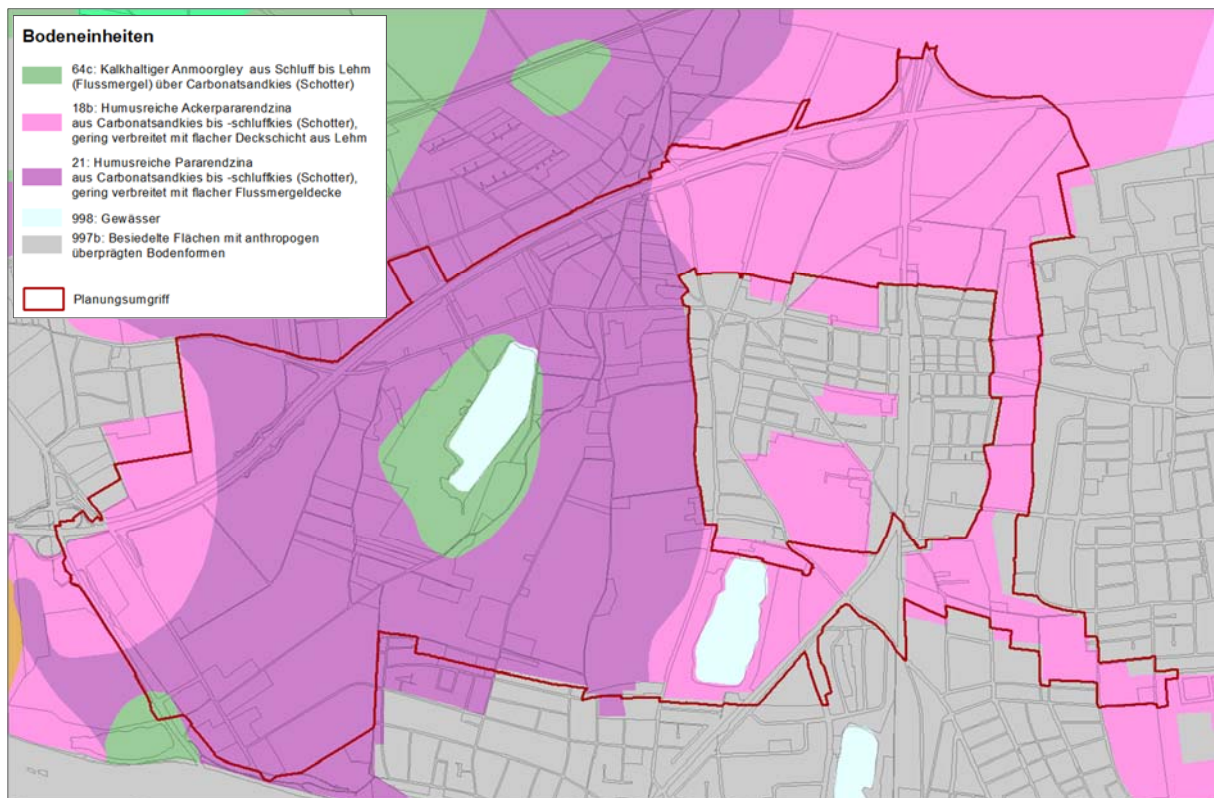 Bodeneinheiten
64c: Kalkhaltiger Anmoorgley aus Schluff bis Lehm
(Flussmergel) über Carbonatsandkies (Schotter)
18b: Humusreiche Ackerpararendzina
aus Carbonatsandkies bis -schluffkies (Schotter),
gering verbreitet mit flacher Deckschicht aus Lehm
21: Humusreiche Pararendzina
aus Carbonatsandkies bis -schluffkies (Schotter),
gering verbreitet mit flacher Flussmergeldecke
998: Gewässer
997b: Besiedelte Flächen mit anthropogen
überprägten Bodenformen
Planungsumgriff